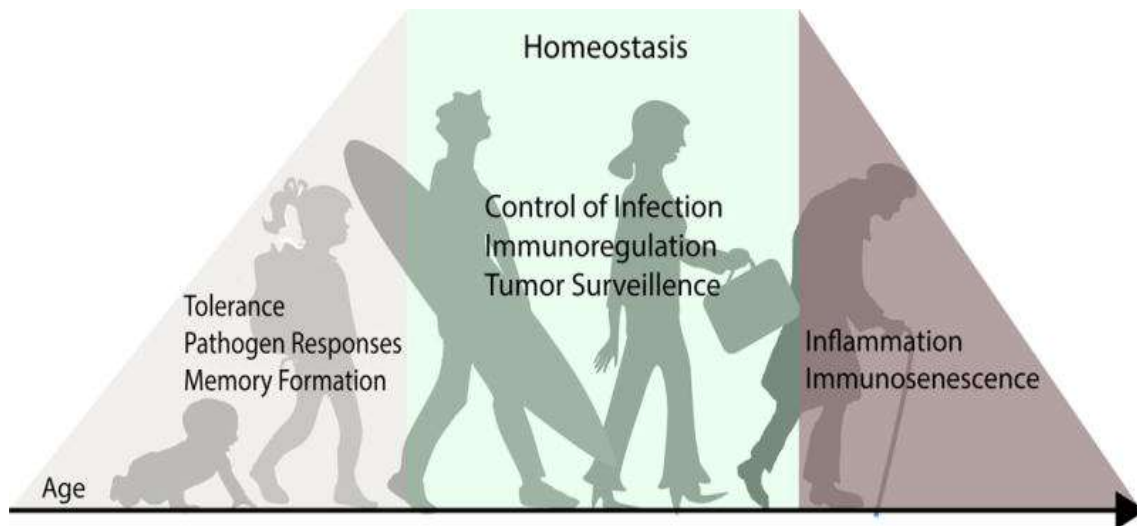 Homeostasis
Control of Infection
Immunoregulation
Tumor Surveillence
Tolerance
Pathogen Responses
Memory Formation
Inflammation
Immunosenescence
Age